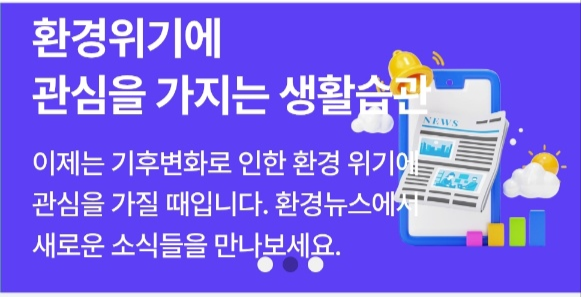 환경위기에
관심을 가지는 생활습관
이제는 기후변화로 인한 환경 위기에
관심을 가질 때입니다. 환경뉴스에서
새로운 소식들을 만나보세요.
NEWS